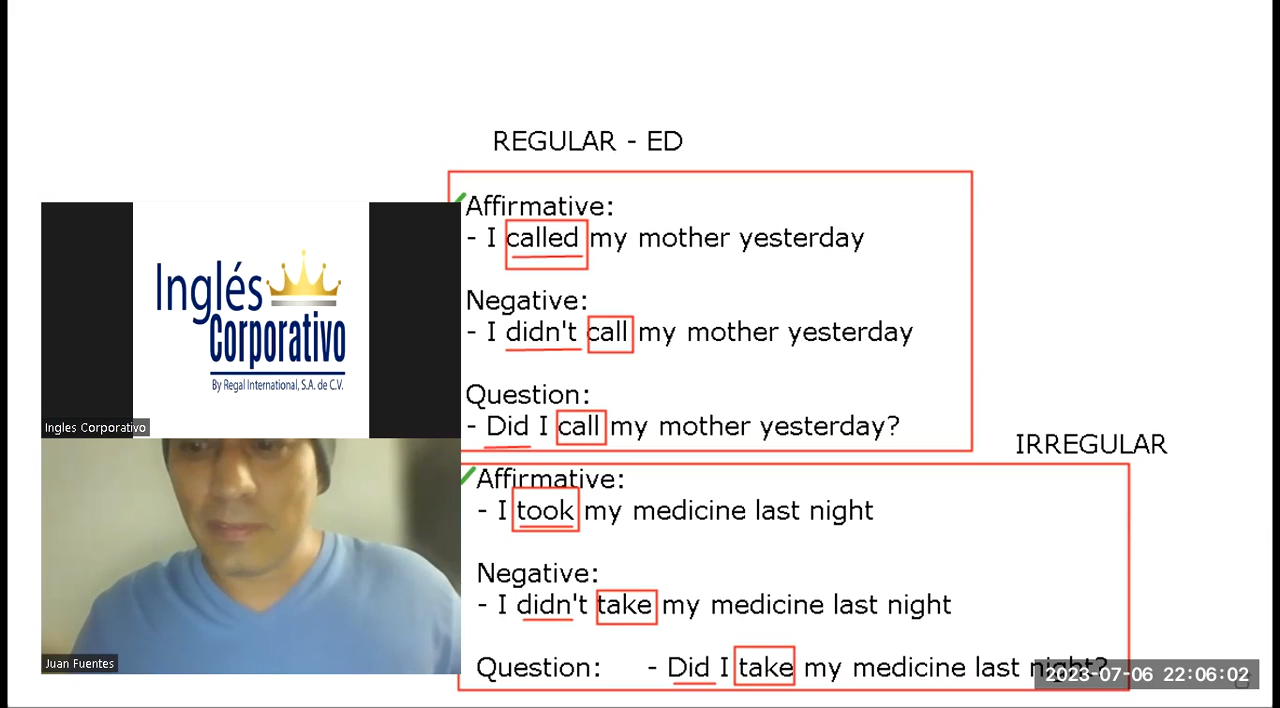 REGULAR - ED
Affirmative:
- I called my mother yesterday
Negative:
- I didn't call my mother yesterday
Question:
- Did I call my mother yesterday?
IRREGULAR
Affirmative:
- I took my medicine last night
Negative:
- I didn't take my medicine last night
Question: - Did I take my medicine last night?
Inglés
Corporativo
By Regal International, S.A. de C.V.
Ingles Corporativo
Juan Fuentes
2023-07-06 22:06:02